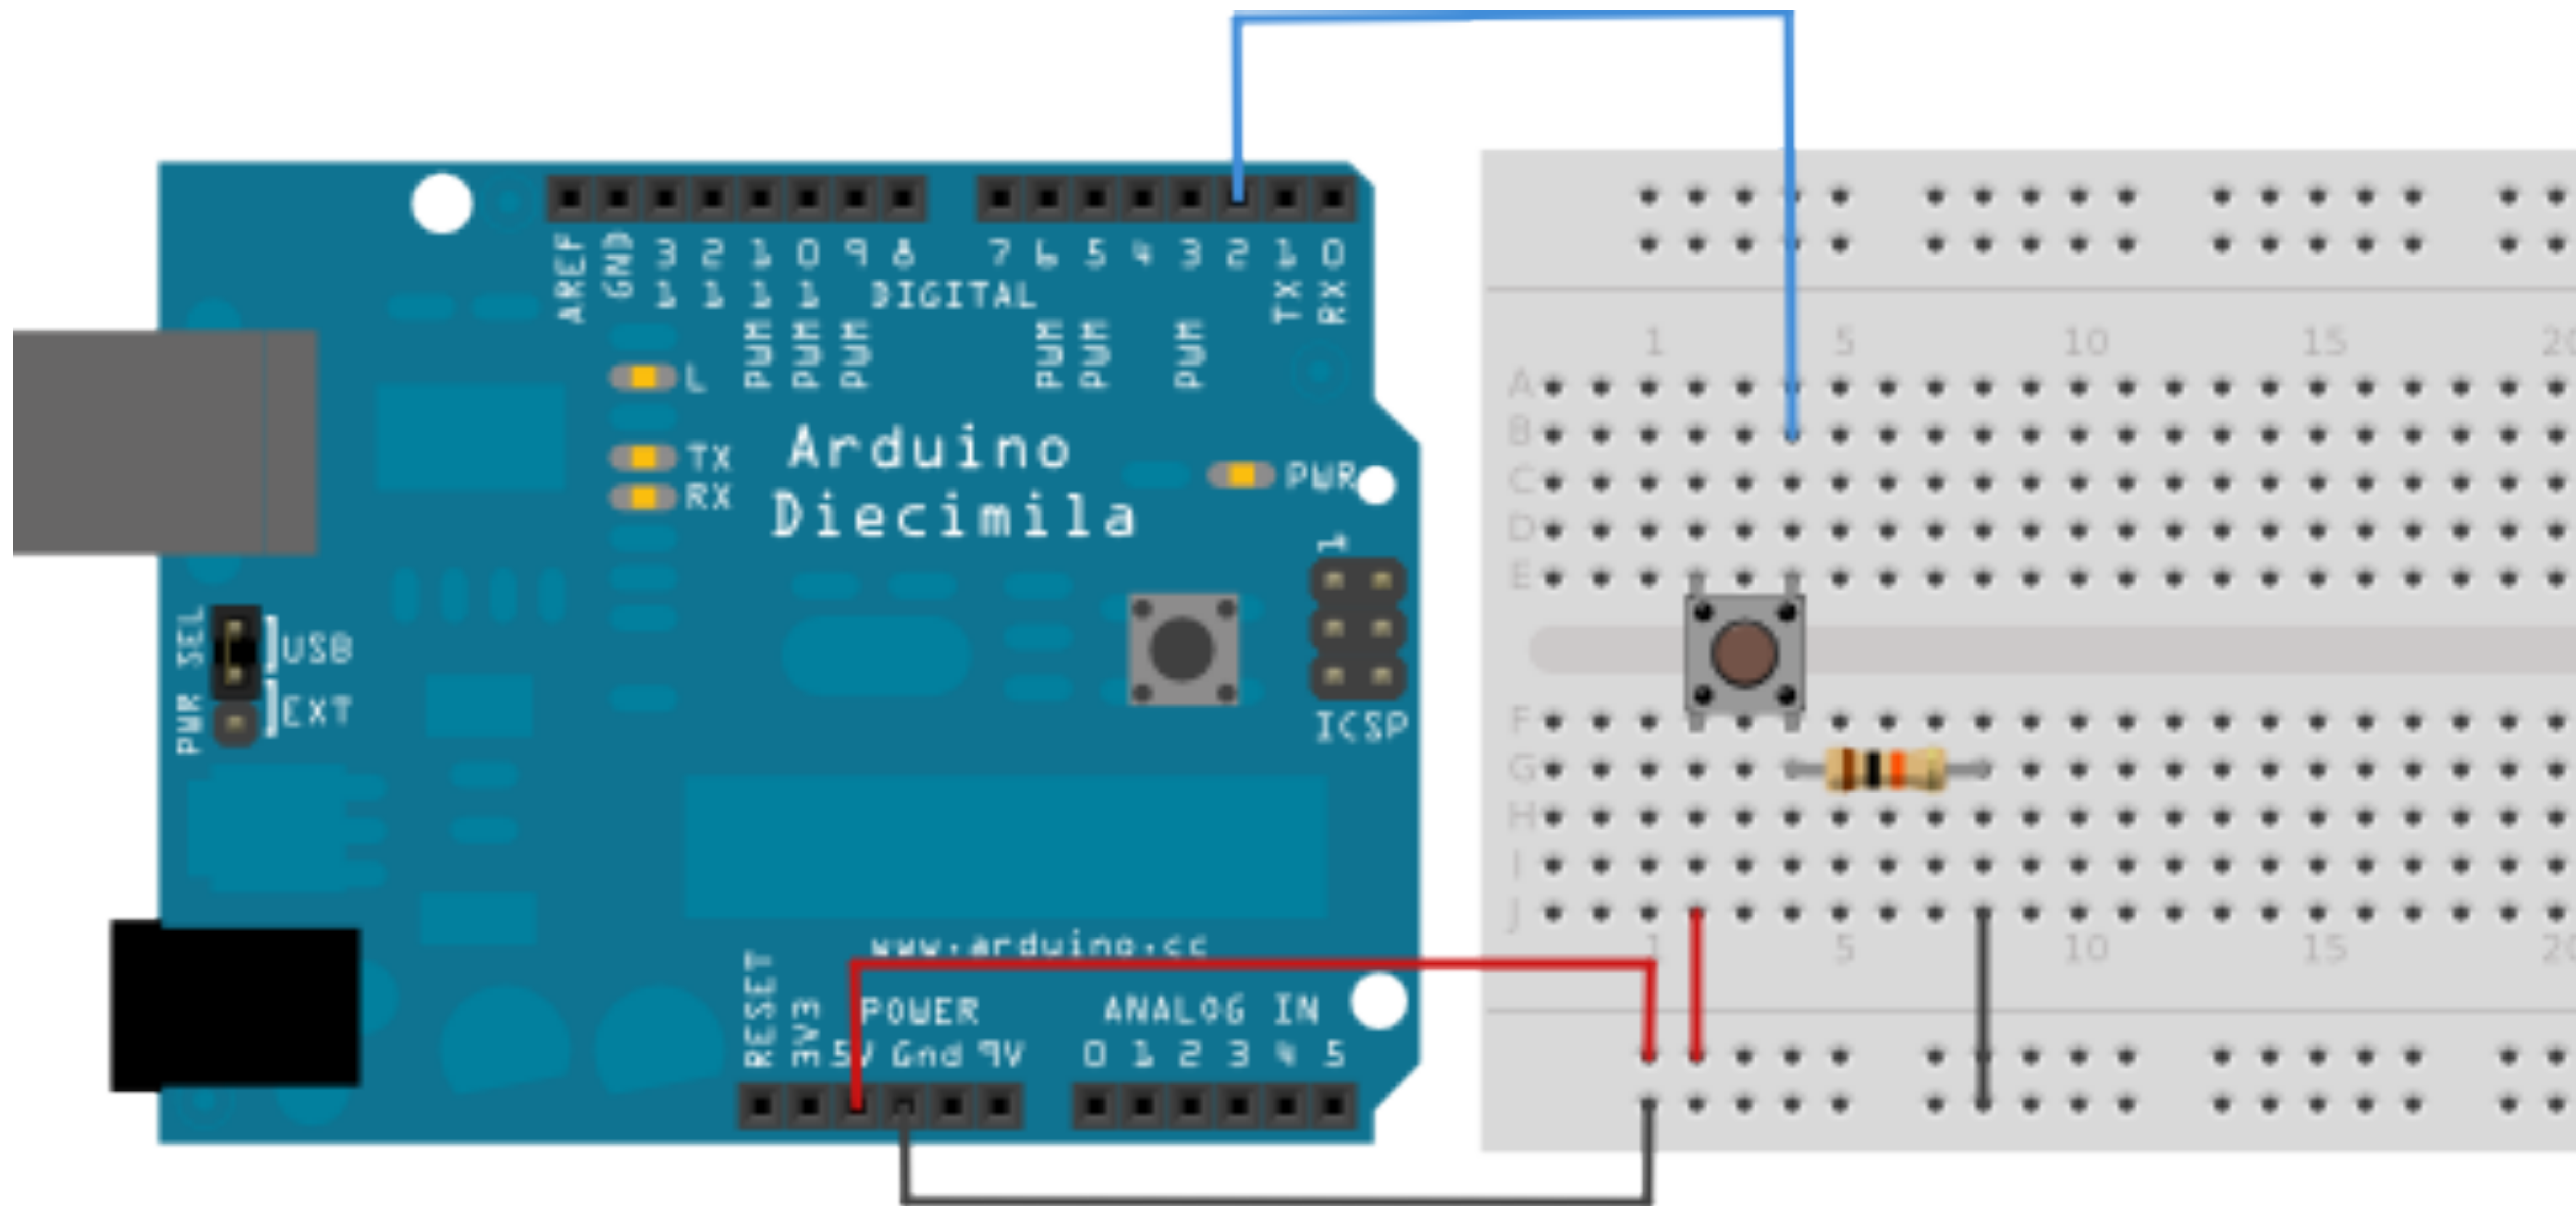 AREF
GND
13
12
11
10
9
8
7
6
5
4
3
2
1
0
DIGITAL
TX
RX
PWM
PWM
PWM
PWM
PWM
PWM
L
TX
RX
Arduino
Diecimila
PWR
1
ICSP
PWR SEL
USB
EXT
www.arduino.cc
RESET
3V3
5V
Gnd
9V
POWER
ANALOG IN
0 1 2 3 4 5
1 5 10 15 20
A
B
C
D
E
F
G
H
I
J
1 5 10 15 20